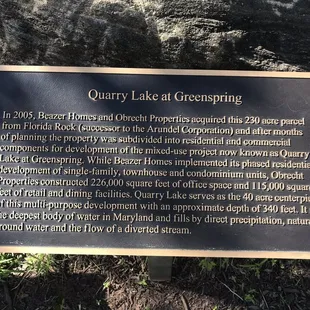 Quarry Lake at Greenspring
In 2005, Beazer Homes and Obrecht Properties acquired this 230 acre parcel
from Florida Rock (successor to the Arundel Corporation) and after months
of planning the property was subdivided into residential and commercial
components for development of the mixed-use project now known as Quarry
Lake at Greenspring. While Beazer Homes implemented its phased residential
development of single-family, townhouse and condominium units, Obrecht
Properties constructed 226,000 square feet of office space and 115,000 square
feet of retail and dining facilities. Quarry Lake serves as the 40 acre centerpiece
of this multi-purpose development with an approximate depth of 340 feet. It
the deepest body of water in Maryland and fills by direct precipitation, natural
ground water and the flow of a diverted stream.